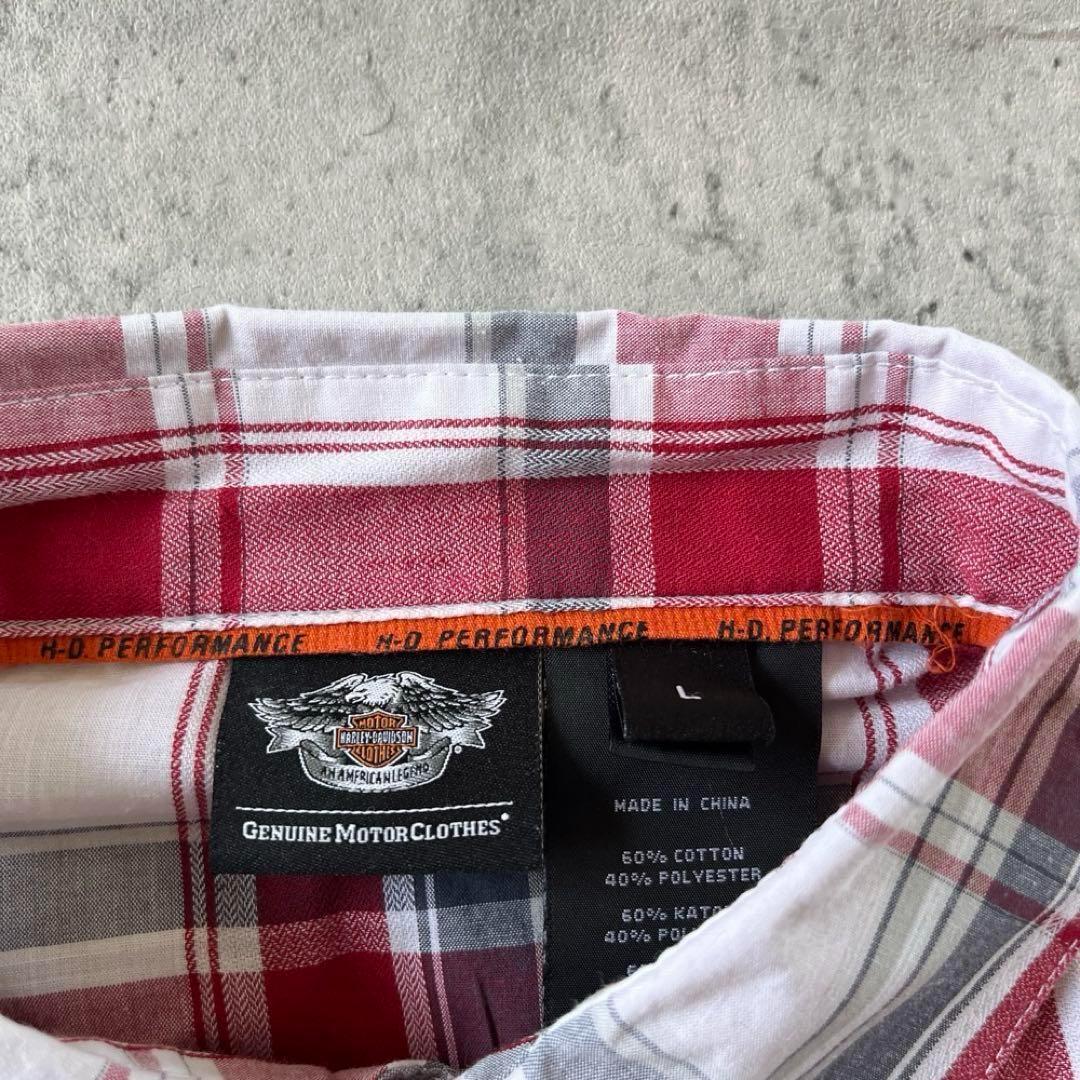 H-D. PERFORMANCE H-D. PERFORMANCE H-D. PERFORMANCE
MOTOR
HARLEY-DAVIDSON
CLOTHES
AN AMERICAN LEGEND
®
GENUINE MOTORCLOTHES®
L
MADE IN CHINA
60% COTTON
40% POLYESTER
60%
40%